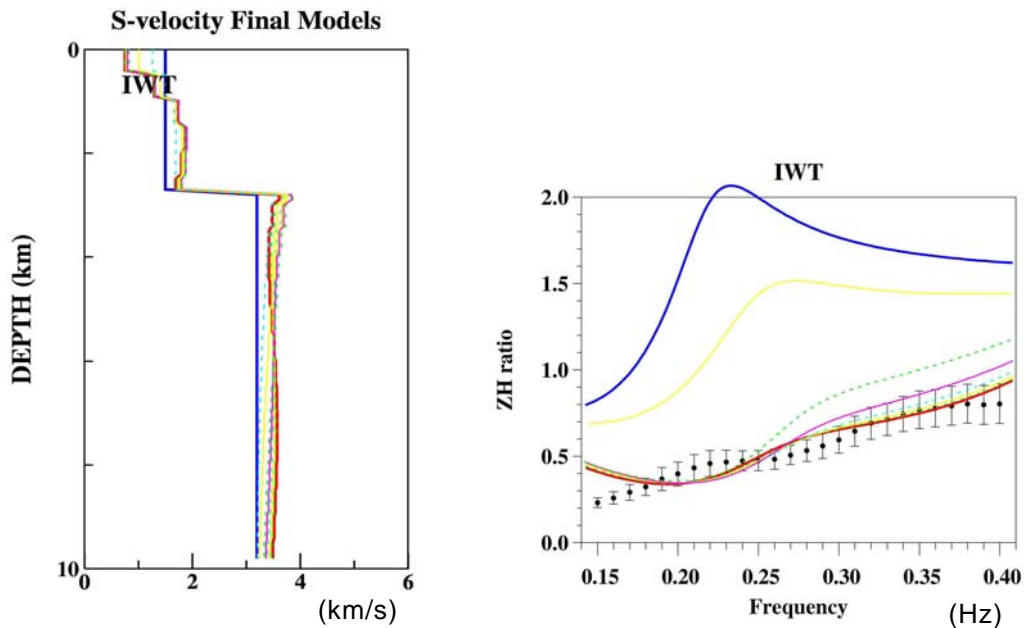 S-velocity Final Models
0
IWT
DEPTH (km)
10
0
2
4
6
(km/s)
IWT
2.0
1.5
1.0
0.5
0.0
ZH ratio
0.15
0.20
0.25
0.30
0.35
0.40
Frequency
(Hz)